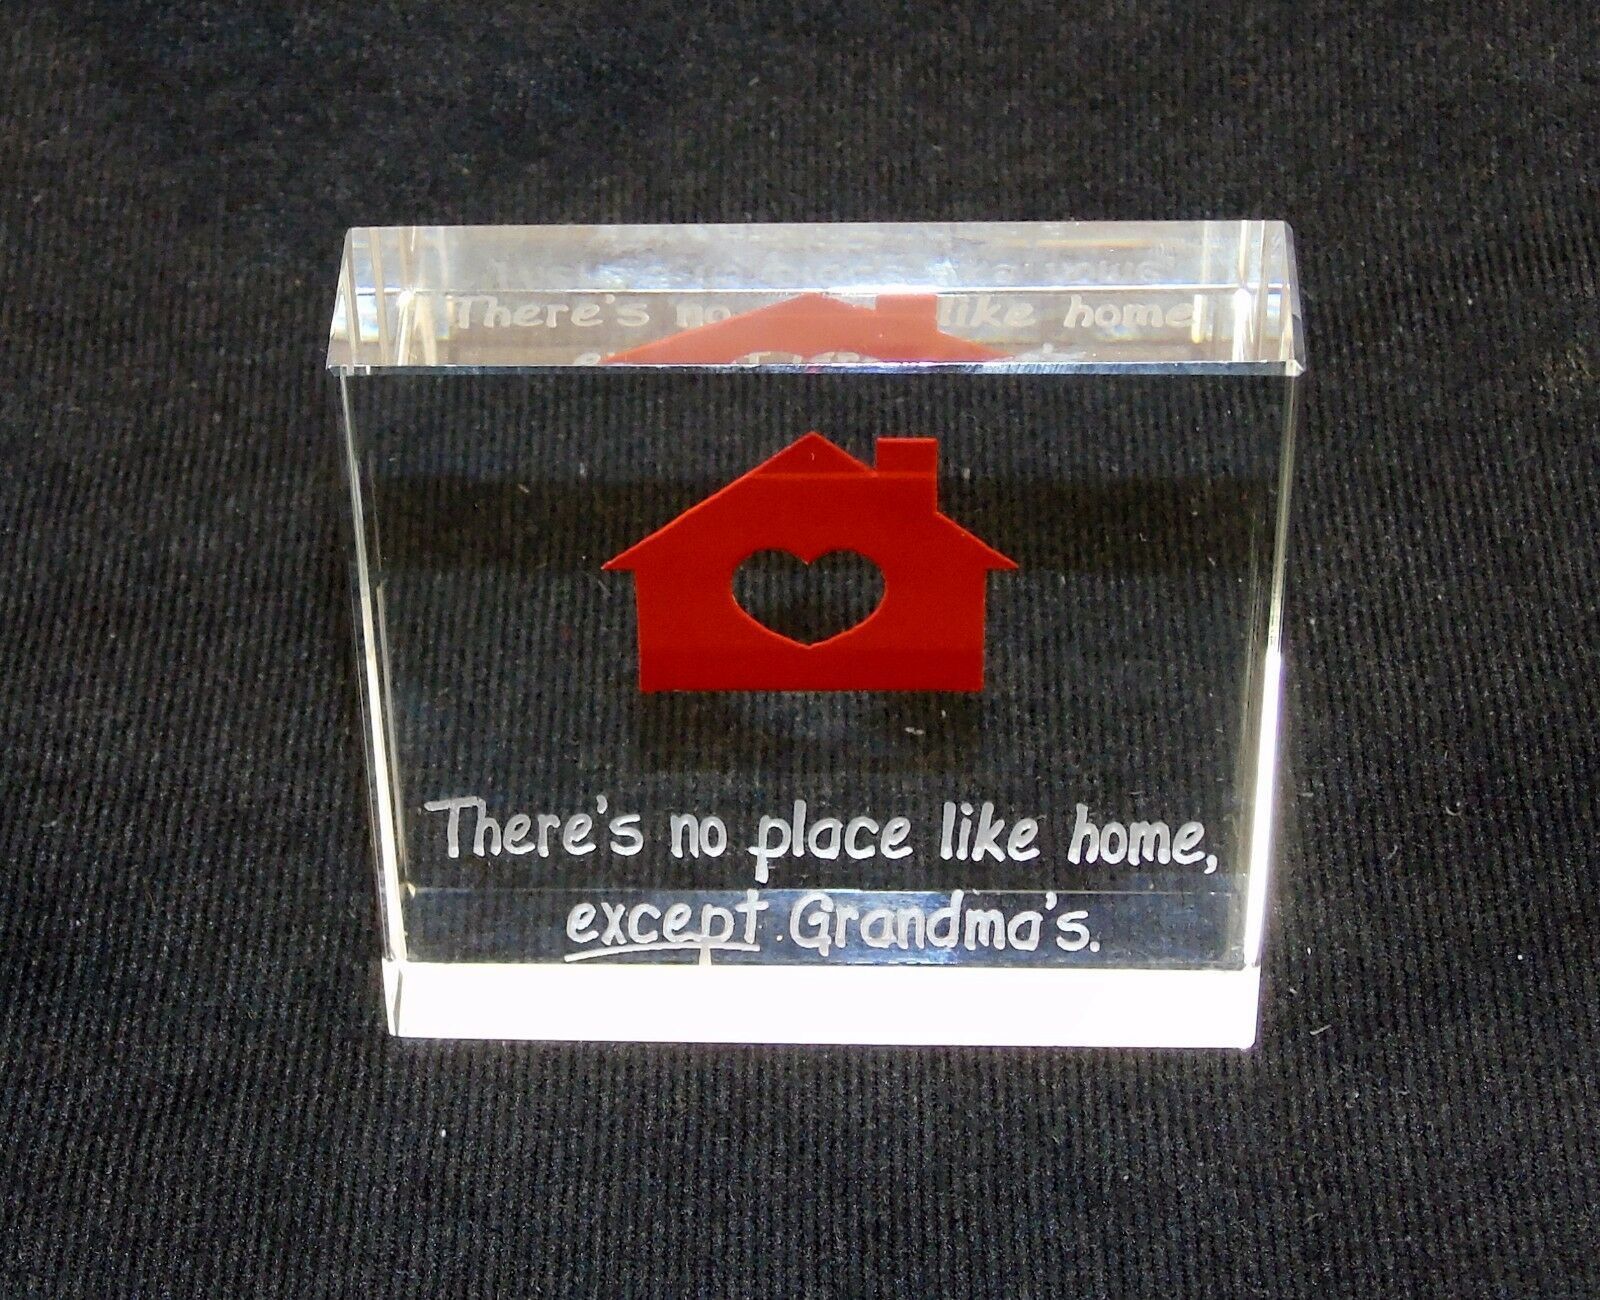 There's no place like home,
except Grandma's.